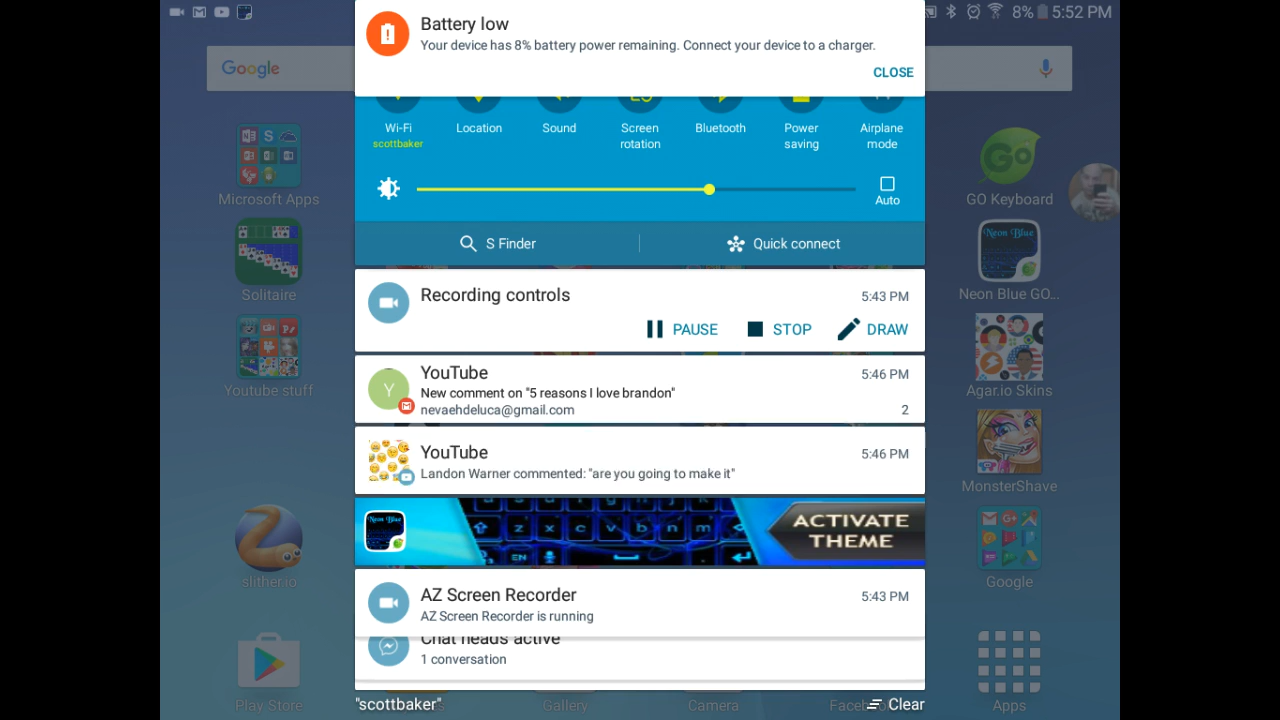 8% 5:52 PM
Battery low
Your device has 8% battery power remaining. Connect your device to a charger.
CLOSE
Google
Wi-Fi
scottbaker
Location
Sound
Screen
rotation
Bluetooth
Power
saving
Airplane
mode
Auto
S Finder
Quick connect
Microsoft Apps
GO Keyboard
Solitaire
Neon Blue
Neon Blue GO...
Youtube stuff
Agar.io Skins
MonsterShave
slither.io
Google
Play Store
Recording controls
5:43 PM
PAUSE
STOP
DRAW
Y
YouTube
5:46 PM
New comment on "5 reasons I love brandon"
nevaehdeluca@gmail.com
2
YouTube
5:46 PM
Landon Warner commented: "are you going to make it"
Neon Blue
z x c v b n m
EN
ACTIVATE
THEME
AZ Screen Recorder
5:43 PM
AZ Screen Recorder is running
Chat heads active
1 conversation
"scottbaker"
Clear
Gallery
Camera
Apps